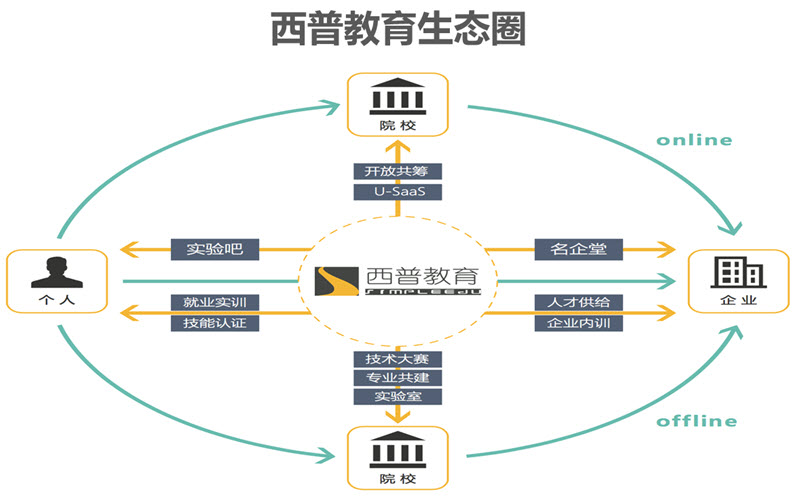 西普教育生态圈
院校
online
开放共筹
U-SaaS
实验吧
名企堂
西普教育
SIMPLEEDU
个人
企业
就业实训
人才供给
技能认证
企业内训
技术大赛
专业共建
实验室
offline
院校